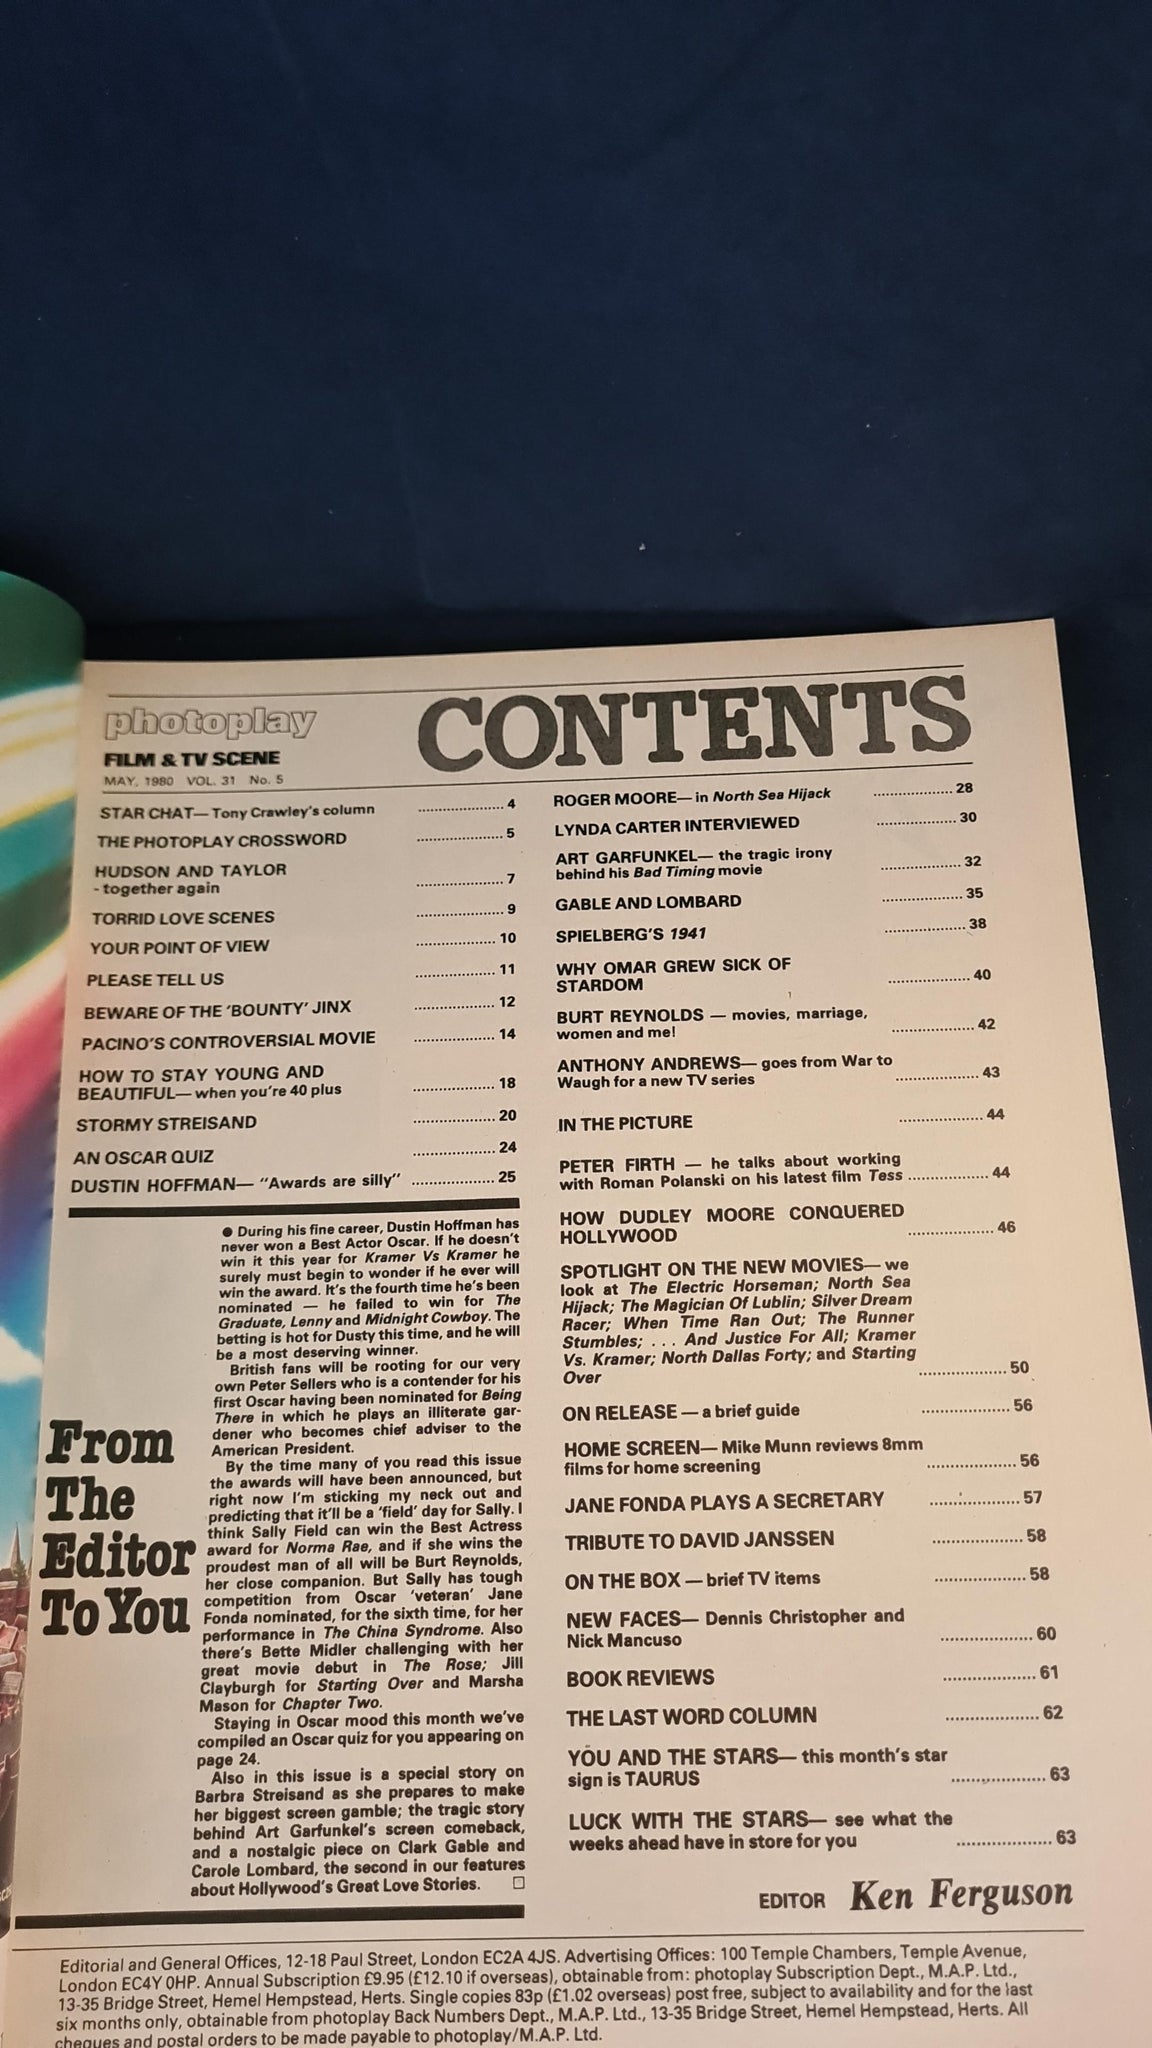 photoplay
FILM & TV SCENE
MAY, 1980 VOL. 31 No. 5
CONTENTS
STAR CHAT— Tony Crawley's column ................ 4
THE PHOTOPLAY CROSSWORD ................ 5
HUDSON AND TAYLOR
- together again ................ 7
TORRID LOVE SCENES ................ 9
YOUR POINT OF VIEW ................ 10
PLEASE TELL US ................ 11
BEWARE OF THE 'BOUNTY' JINX ................ 12
PACINO'S CONTROVERSIAL MOVIE ................ 14
HOW TO STAY YOUNG AND
BEAUTIFUL— when you're 40 plus ................ 18
STORMY STREISAND ................ 20
AN OSCAR QUIZ ................ 24
DUSTIN HOFFMAN— "Awards are silly" ................ 25
From
The
Editor
To You
● During his fine career, Dustin Hoffman has
never won a Best Actor Oscar. If he doesn't
win it this year for Kramer Vs Kramer he
surely must begin to wonder if he ever will
win the award. It's the fourth time he's been
nominated — he failed to win for The
Graduate, Lenny and Midnight Cowboy. The
betting is hot for Dusty this time, and he will
be a most deserving winner.
British fans will be rooting for our very
own Peter Sellers who is a contender for his
first Oscar having been nominated for Being
There in which he plays an illiterate gar-
dener who becomes chief adviser to the
American President.
By the time many of you read this issue
the awards will have been announced, but
right now I'm sticking my neck out and
predicting that it'll be a 'field' day for Sally. I
think Sally Field can win the Best Actress
award for Norma Rae, and if she wins the
proudest man of all will be Burt Reynolds,
her close companion. But Sally has tough
competition from Oscar 'veteran' Jane
Fonda nominated, for the sixth time, for her
performance in The China Syndrome. Also
there's Bette Midler challenging with her
great movie debut in The Rose; Jill
Clayburgh for Starting Over and Marsha
Mason for Chapter Two.
Staying in Oscar mood this month we've
compiled an Oscar quiz for you appearing on
page 24.
Also in this issue is a special story on
Barbra Streisand as she prepares to make
her biggest screen gamble; the tragic story
behind Art Garfunkel's screen comeback,
and a nostalgic piece on Clark Gable and
Carole Lombard, the second in our features
about Hollywood's Great Love Stories. □
ROGER MOORE— in North Sea Hijack ................ 28
LYNDA CARTER INTERVIEWED ................ 30
ART GARFUNKEL— the tragic irony
behind his Bad Timing movie ................ 32
GABLE AND LOMBARD ................ 35
SPIELBERG'S 1941 ................ 38
WHY OMAR GREW SICK OF
STARDOM ................ 40
BURT REYNOLDS — movies, marriage,
women and me! ................ 42
ANTHONY ANDREWS— goes from War to
Waugh for a new TV series ................ 43
IN THE PICTURE ................ 44
PETER FIRTH — he talks about working
with Roman Polanski on his latest film Tess ................ 44
HOW DUDLEY MOORE CONQUERED
HOLLYWOOD ................ 46
SPOTLIGHT ON THE NEW MOVIES— we
look at The Electric Horseman; North Sea
Hijack; The Magician Of Lublin; Silver Dream
Racer; When Time Ran Out; The Runner
Stumbles; . . . And Justice For All; Kramer
Vs. Kramer; North Dallas Forty; and Starting
Over ................ 50
ON RELEASE — a brief guide ................ 56
HOME SCREEN— Mike Munn reviews 8mm
films for home screening ................ 56
JANE FONDA PLAYS A SECRETARY ................ 57
TRIBUTE TO DAVID JANSSEN ................ 58
ON THE BOX — brief TV items ................ 58
NEW FACES— Dennis Christopher and
Nick Mancuso ................ 60
BOOK REVIEWS ................ 61
THE LAST WORD COLUMN ................ 62
YOU AND THE STARS— this month's star
sign is TAURUS ................ 63
LUCK WITH THE STARS— see what the
weeks ahead have in store for you ................ 63
EDITOR Ken Ferguson
Editorial and General Offices, 12-18 Paul Street, London EC2A 4JS. Advertising Offices: 100 Temple Chambers, Temple Avenue,
London EC4Y 0HP. Annual Subscription £9.95 (£12.10 if overseas), obtainable from: photoplay Subscription Dept., M.A.P. Ltd.,
13-35 Bridge Street, Hemel Hempstead, Herts. Single copies 83p (£1.02 overseas) post free, subject to availability and for the last
six months only, obtainable from photoplay Back Numbers Dept., M.A.P. Ltd., 13-35 Bridge Street, Hemel Hempstead, Herts. All
cheques and postal orders to be made payable to photoplay/M.A.P. Ltd.